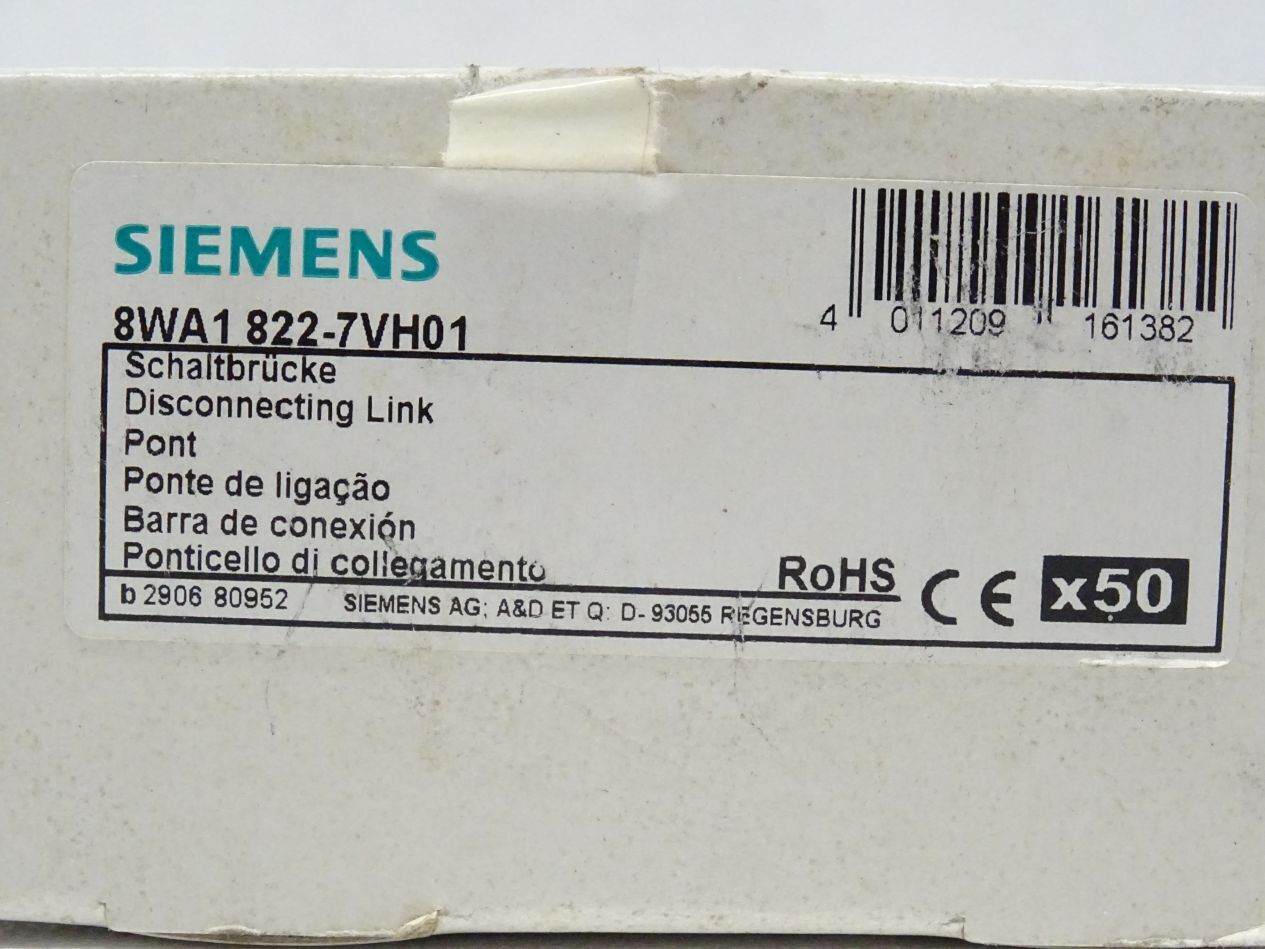 SIEMENS
8WA1 822-7VH01
4 011209 161382
Schaltbrücke
Disconnecting Link
Pont
Ponte de ligação
Barra de conexión
Ponticello di collegamento
RoHS CE x50
b 2906 80952 SIEMENS AG; A&D ET Q: D- 93055 REGENSBURG